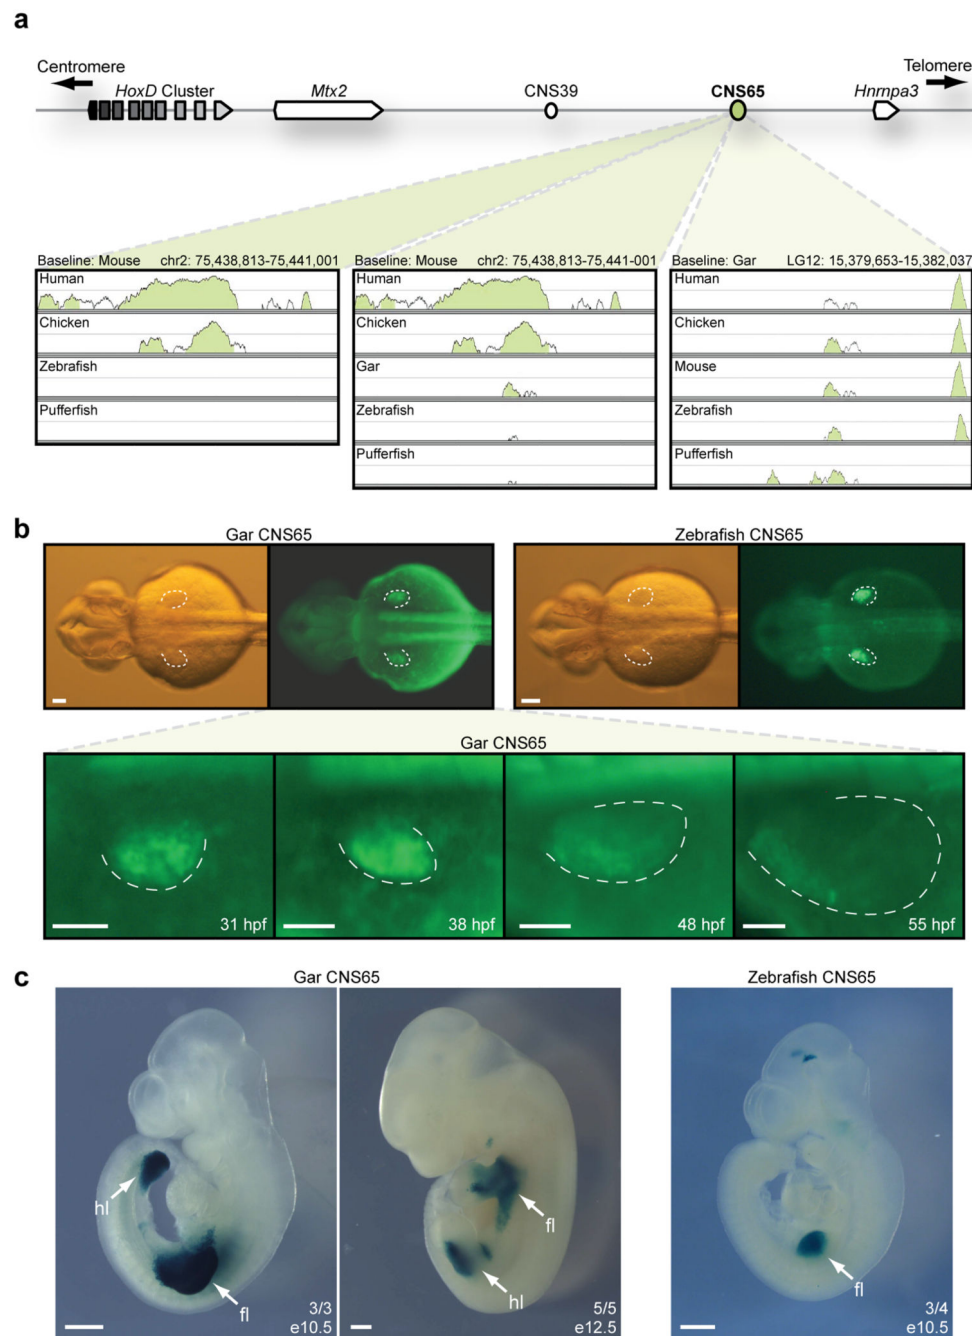 a
Centromere
Telomere
HoxD Cluster
Mtx2
CNS39
CNS65
Hnrnpa3
Baseline: Mouse chr2: 75,438,813-75,441,001
Human
Chicken
Zebrafish
Pufferfish
Baseline: Mouse chr2: 75,438,813-75,441-001
Human
Chicken
Gar
Zebrafish
Pufferfish
Baseline: Gar LG12: 15,379,653-15,382,037
Human
Chicken
Mouse
Zebrafish
Pufferfish
b
Gar CNS65
Zebrafish CNS65
Gar CNS65
31 hpf
38 hpf
48 hpf
55 hpf
c
Gar CNS65
Zebrafish CNS65
hl
fl
3/3
e10.5
fl
hl
5/5
e12.5
fl
3/4
e10.5